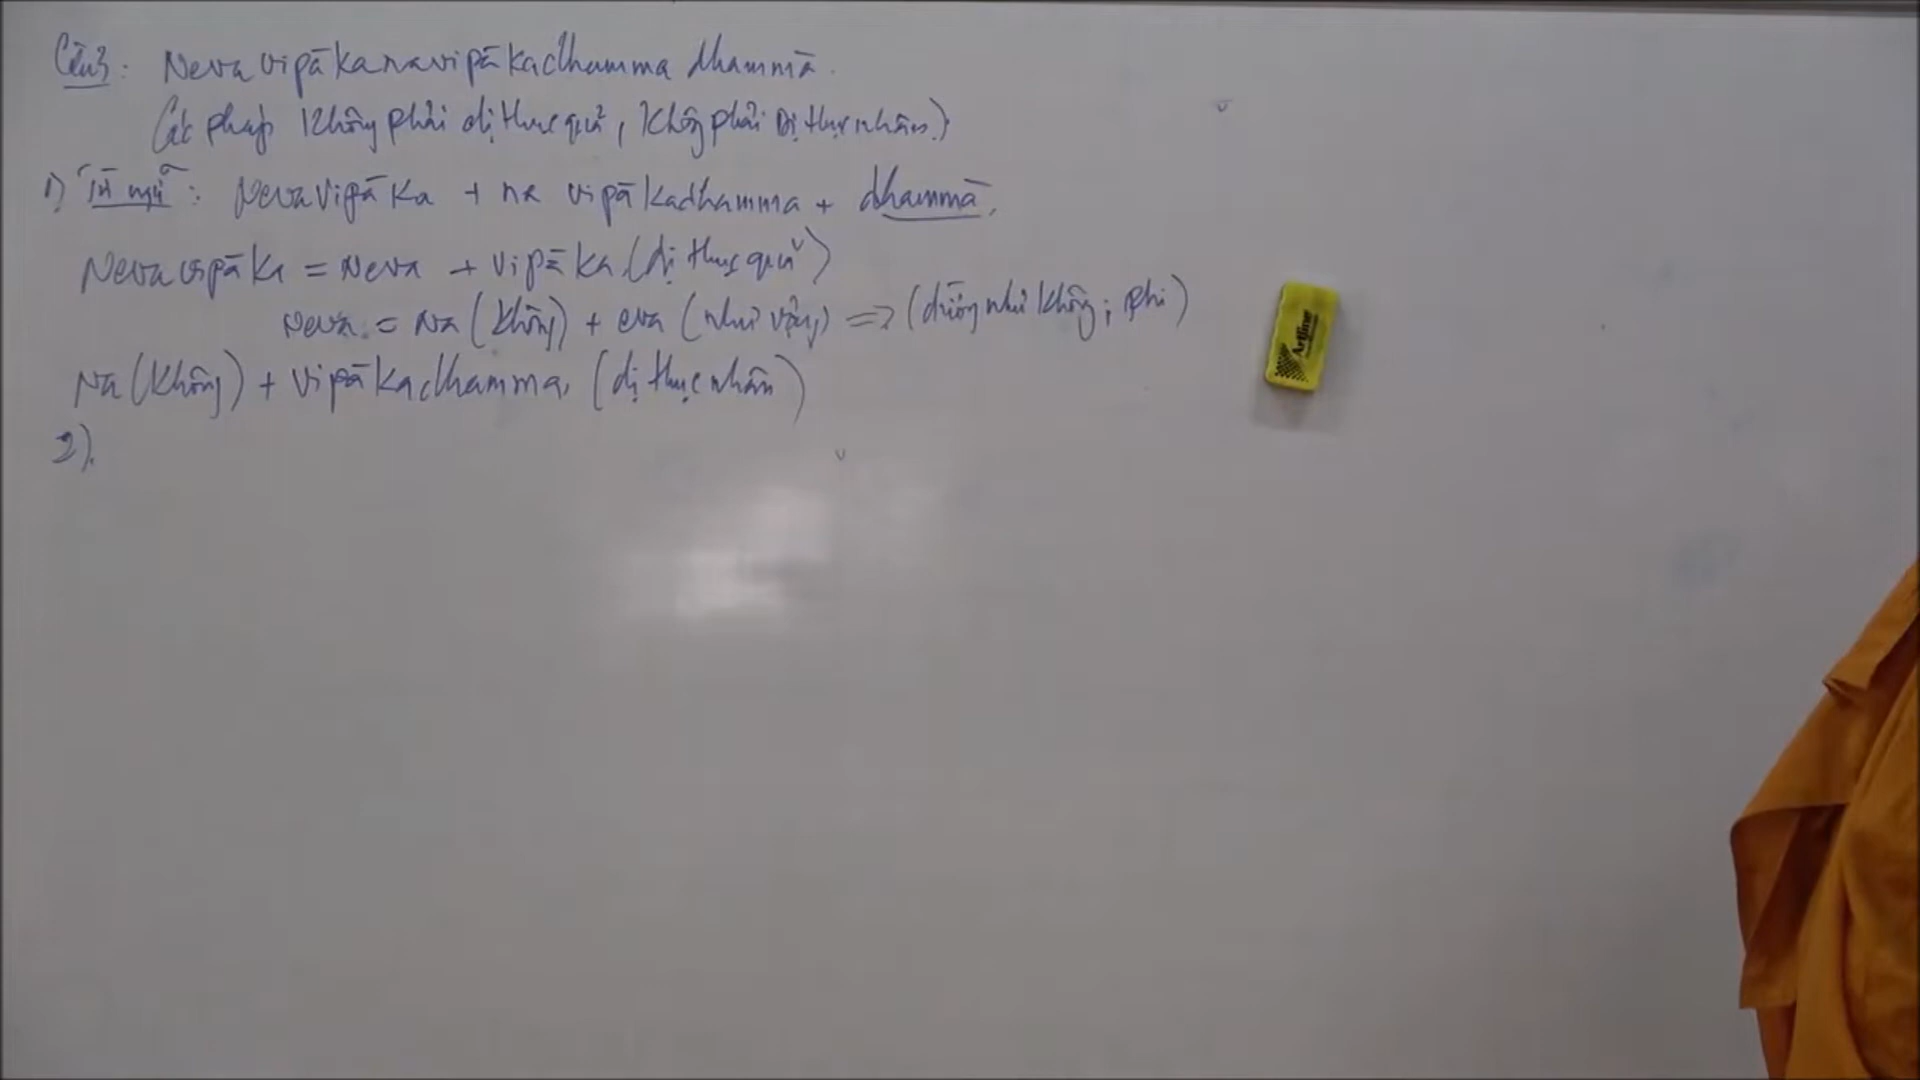 Câu 3: Nevavipākanavipākadhamma dhammā.
(Các pháp không phải dị thục quả, không phải Dị thục nhân.)
1) Từ ngữ: Nevavipāka + na vipākadhamma + dhammā.
Nevavipāka = Neva + vipāka (dị thục quả)
Neva = Na (không) + eva (như vậy) => (dường như không; phi)
Na (không) + vipākadhamma. (dị thục nhân)
2).
Artline